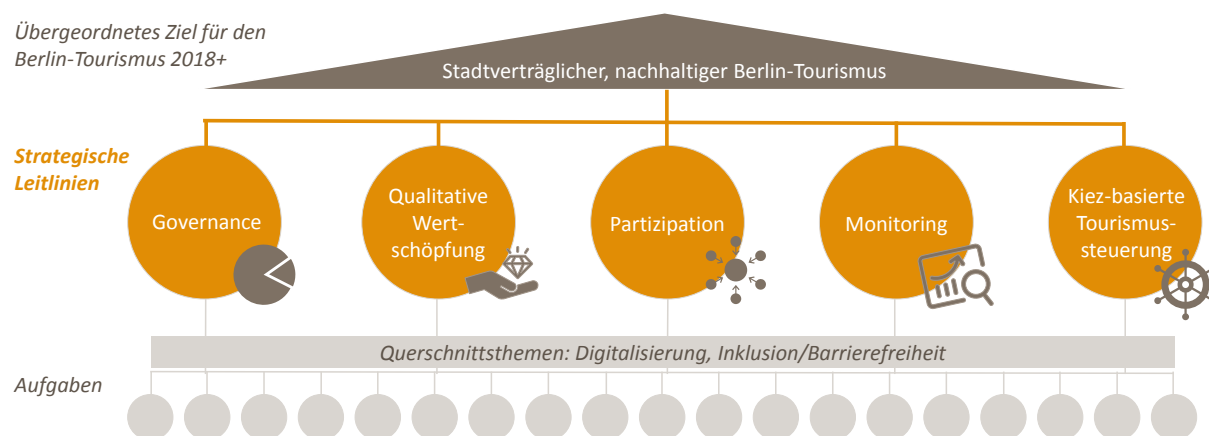 Übergeordnetes Ziel für den
Berlin-Tourismus 2018+
Stadtverträglicher, nachhaltiger Berlin-Tourismus
Strategische
Leitlinien
Governance
Qualitative
Wert-
schöpfung
Partizipation
Monitoring
Kiez-basierte
Tourismus-
steuerung
Querschnittsthemen: Digitalisierung, Inklusion/Barrierefreiheit
Aufgaben